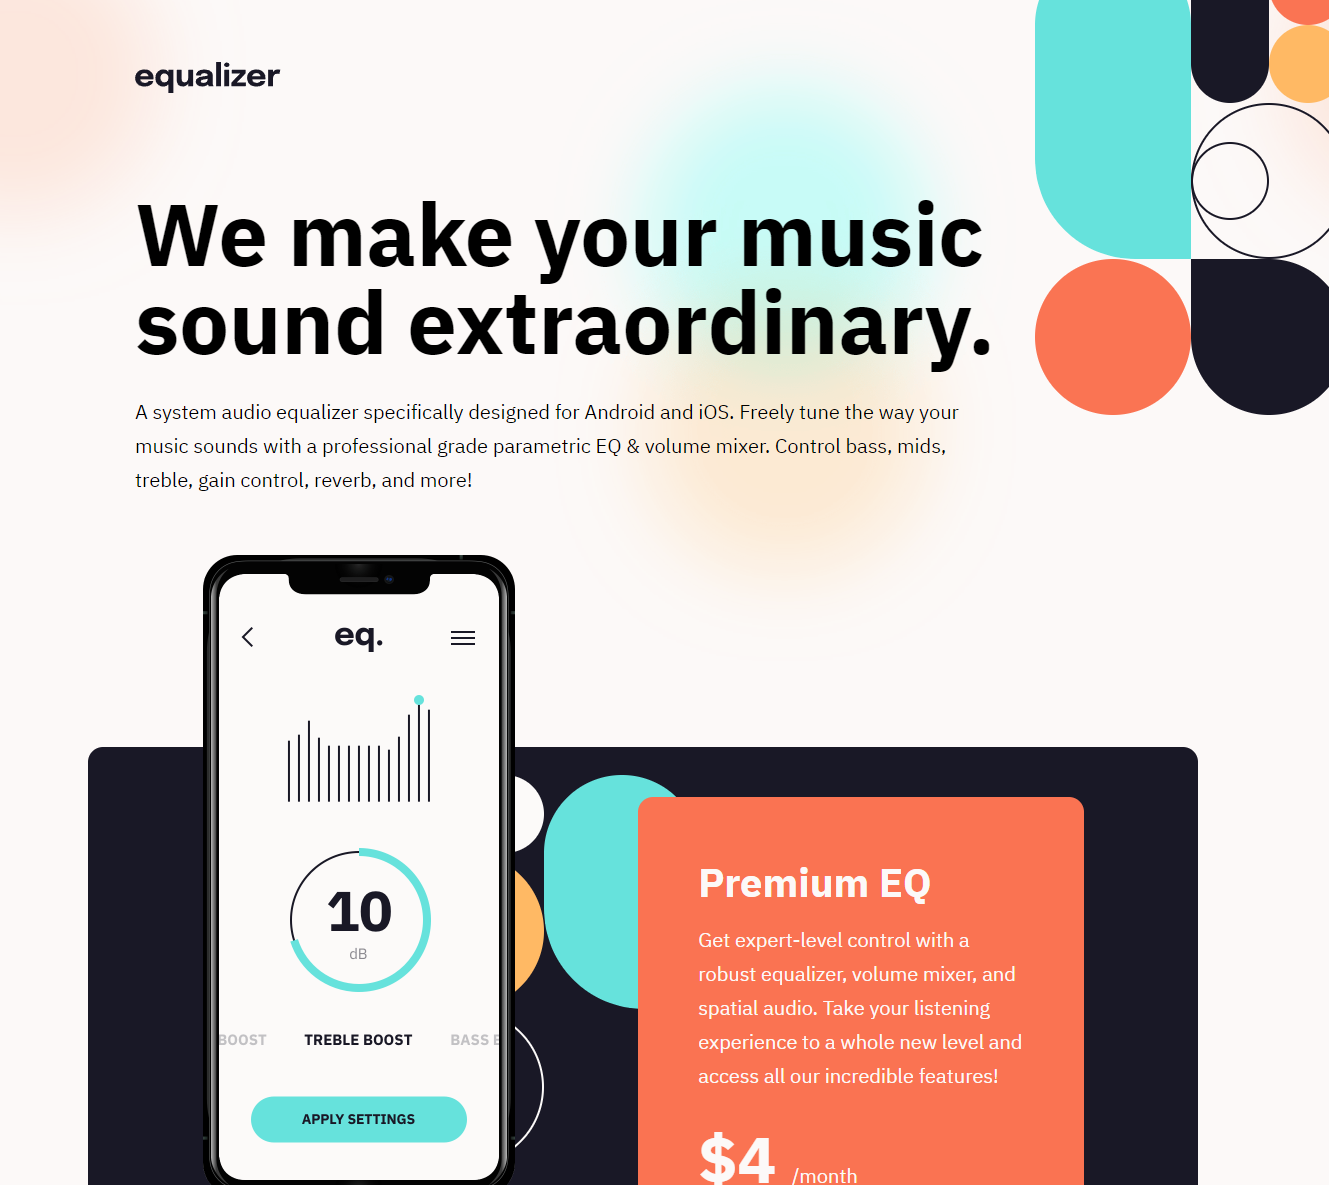 equalizer
We make your music
sound extraordinary.
A system audio equalizer specifically designed for Android and iOS. Freely tune the way your
music sounds with a professional grade parametric EQ & volume mixer. Control bass, mids,
treble, gain control, reverb, and more!
eq.
10
dB
BOOST TREBLE BOOST BASS B
APPLY SETTINGS
Premium EQ
Get expert-level control with a
robust equalizer, volume mixer, and
spatial audio. Take your listening
experience to a whole new level and
access all our incredible features!
$4 /month